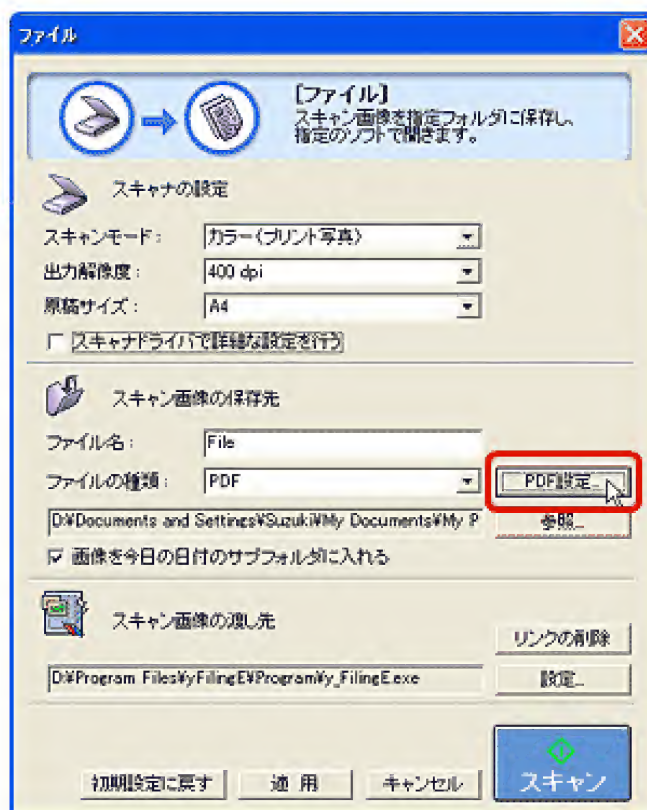 ファイル
[ファイル]
スキャン画像を指定フォルダに保存し、
指定のソフトで開きます。
スキャナの設定
スキャンモード：
カラー(プリント写真)
出力解像度：
400 dpi
原稿サイズ：
A4
スキャナドライバで詳細な設定を行う
スキャン画像の保存先
ファイル名：
File
ファイルの種類：
PDF
PDF設定...
D:¥Documents and Settings¥Suzuki¥My Documents¥My P
参照...
画像を今日の日付のサブフォルダに入れる
スキャン画像の渡し先
リンクの削除
D:¥Program Files¥yFilingE¥Program¥y_FilingE.exe
設定...
初期設定に戻す
適用
キャンセル
スキャン